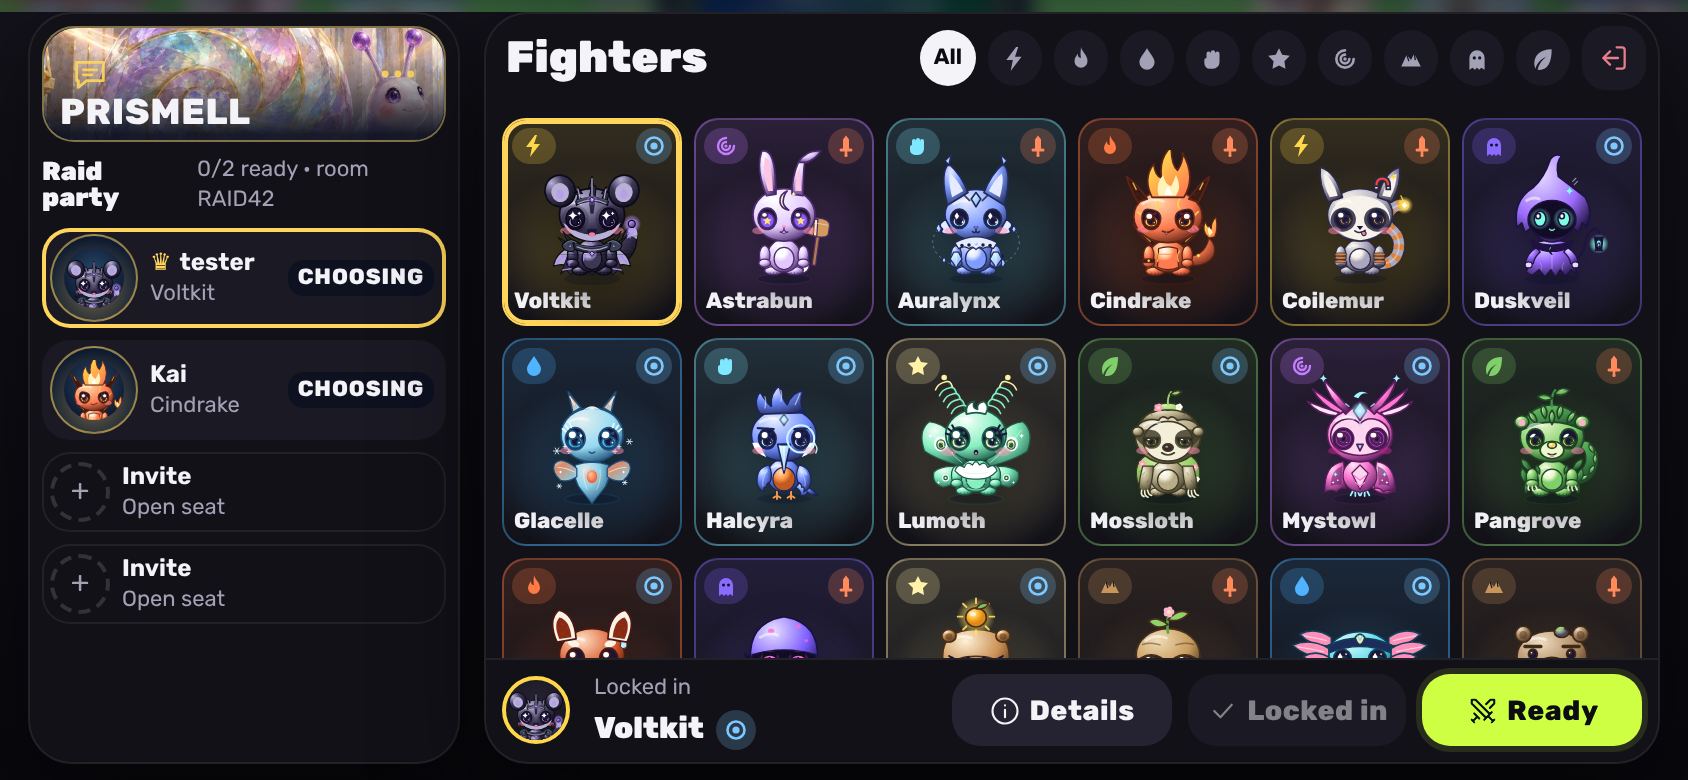 PRISMELL
Raid party
0/2 ready • room RAID42
tester
Voltkit
CHOOSING
Kai
Cindrake
CHOOSING
Invite
Open seat
Invite
Open seat
Fighters
All
Voltkit
Astrabun
Auralynx
Cindrake
Coilemur
Duskveil
Glacelle
Halcyra
Lumoth
Mossloth
Mystowl
Pangrove
Locked in
Voltkit
Details
Locked in
Ready